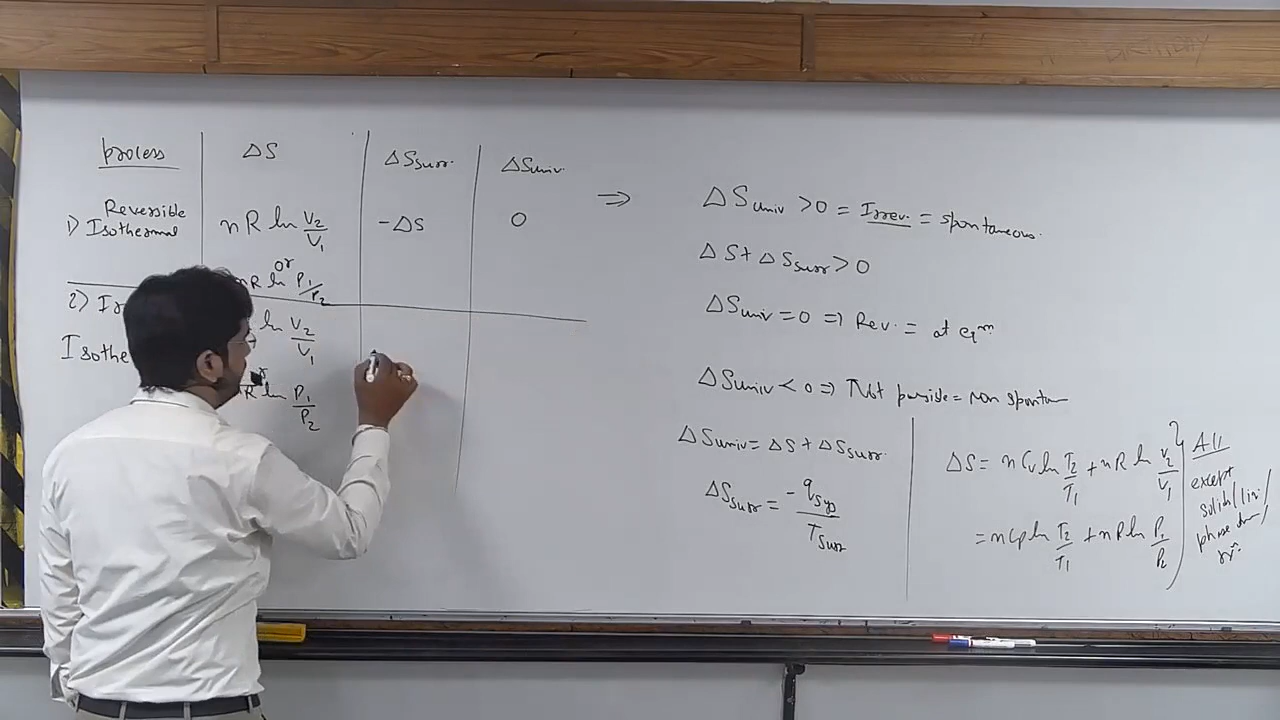 process ΔS ΔSsurr. ΔSuniv.
Reversible
1) Isothermal nR ln V2/V1 -ΔS 0
or
nR ln P1/P2
2) Ir
ln V2/V1
Isothe
or
nR ln P1/P2
⇒ ΔSuniv >0 = Irrev. = spontaneous.
ΔS + ΔSsurr >0
ΔSuniv = 0 ⇒ Rev. = at eqm
ΔSuniv < 0 ⇒ Not = Non spontan
ΔSuniv = ΔS + ΔSsurr.
ΔSsurr = -qsys/Tsurr
ΔS = nCv ln T2/T1 + nR ln V2/V1
= nCp ln T2/T1 + nR ln P1/P2
All
except
solids/liq/
phase